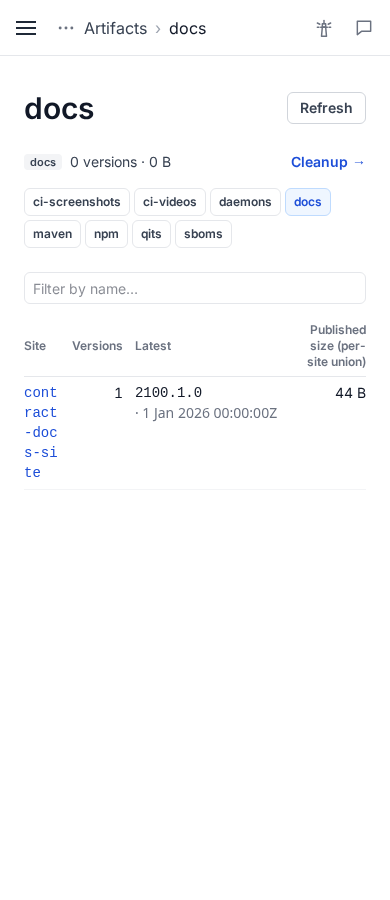 ··· Artifacts › docs
docs
Refresh
docs 0 versions · 0 B
Cleanup →
ci-screenshots ci-videos daemons docs
maven npm qits sboms
Filter by name...
Site Versions Latest Published size (per-site union)
cont
ract
-doc
s-si
te
1
2100.1.0
· 1 Jan 2026 00:00:00Z
44 B